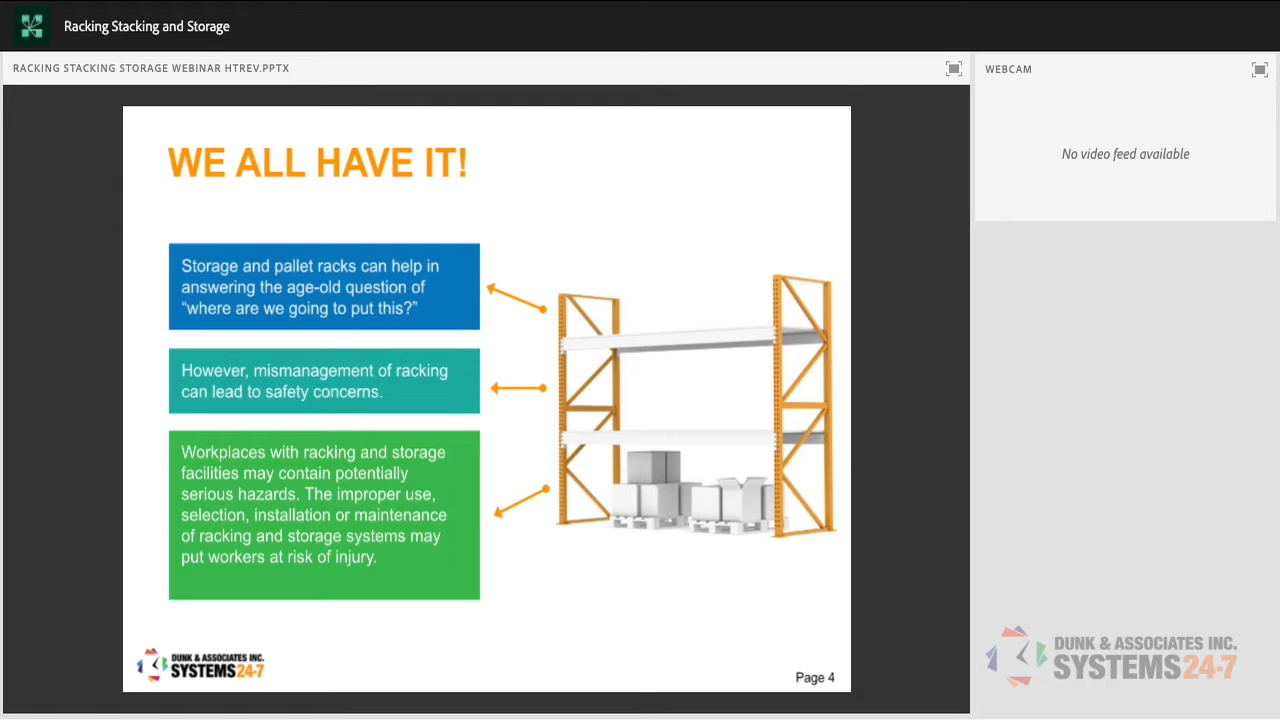 Racking Stacking and Storage
RACKING STACKING STORAGE WEBINAR HTREV.PPTX
WEBCAM
No video feed available
WE ALL HAVE IT!
Storage and pallet racks can help in
answering the age-old question of
“where are we going to put this?”
However, mismanagement of racking
can lead to safety concerns.
Workplaces with racking and storage
facilities may contain potentially
serious hazards. The improper use,
selection, installation or maintenance
of racking and storage systems may
put workers at risk of injury.
DUNK & ASSOCIATES INC.
SYSTEMS 24-7
Page 4
DUNK & ASSOCIATES INC.
SYSTEMS 24-7